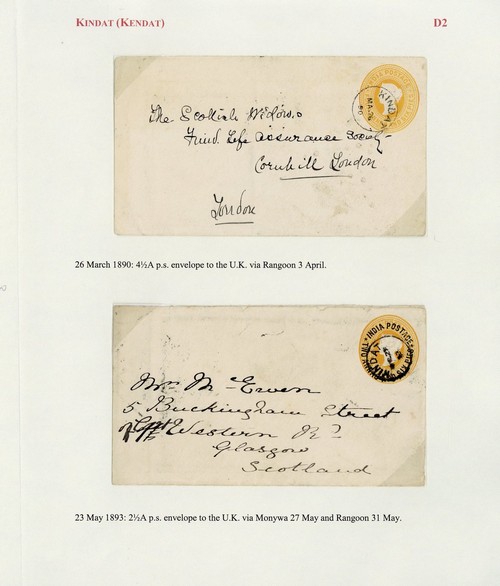 KINDAT (KENDAT)
D2
KINDAT
The Scottish Widows
Fund Life Assurance Society
Cornhill London
London
26 March 1890: 4½A p.s. envelope to the U.K. via Rangoon 3 April.
INDIA POSTAGE
Mrs M Ewen
5 Buckingham Street
Western Rd
Glasgow
Scotland
23 May 1893: 2½A p.s. envelope to the U.K. via Monywa 27 May and Rangoon 31 May.